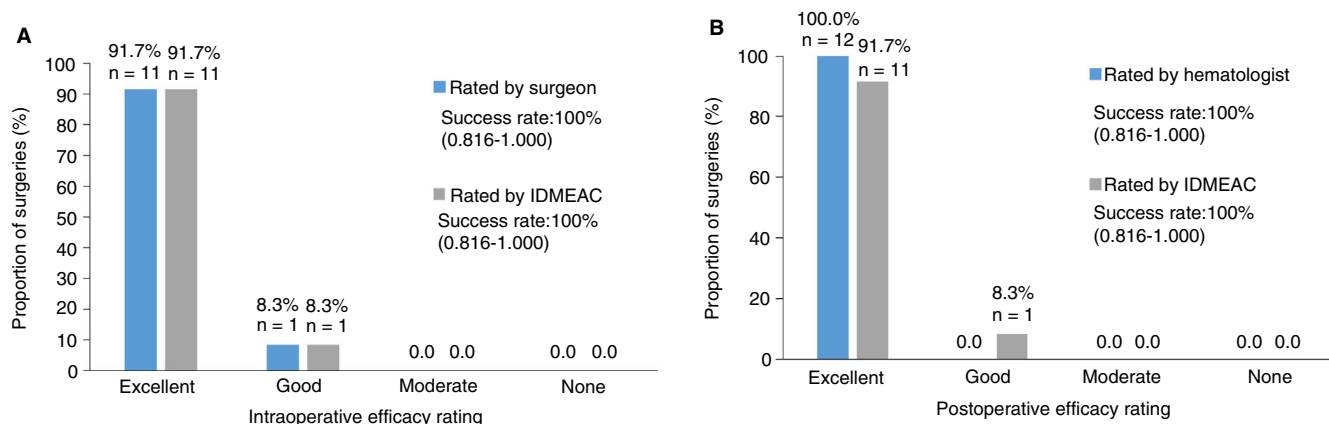 A
91.7% 91.7%
n = 11 n = 11
100
90
80
70
60
50
40
30
20
10
0
Proportion of surgeries (%)
Rated by surgeon
Success rate:100%
(0.816-1.000)
Rated by IDMEAC
Success rate:100%
(0.816-1.000)
8.3% 8.3%
n = 1 n = 1
0.0 0.0
0.0 0.0
Excellent Good Moderate None
Intraoperative efficacy rating
B
100.0%
n = 12 91.7%
n = 11
100
80
60
40
20
0
Proportion of surgeries (%)
Rated by hematologist
Success rate:100%
(0.816-1.000)
Rated by IDMEAC
Success rate:100%
(0.816-1.000)
8.3%
n = 1
0.0
0.0 0.0
0.0 0.0
Excellent Good Moderate None
Postoperative efficacy rating